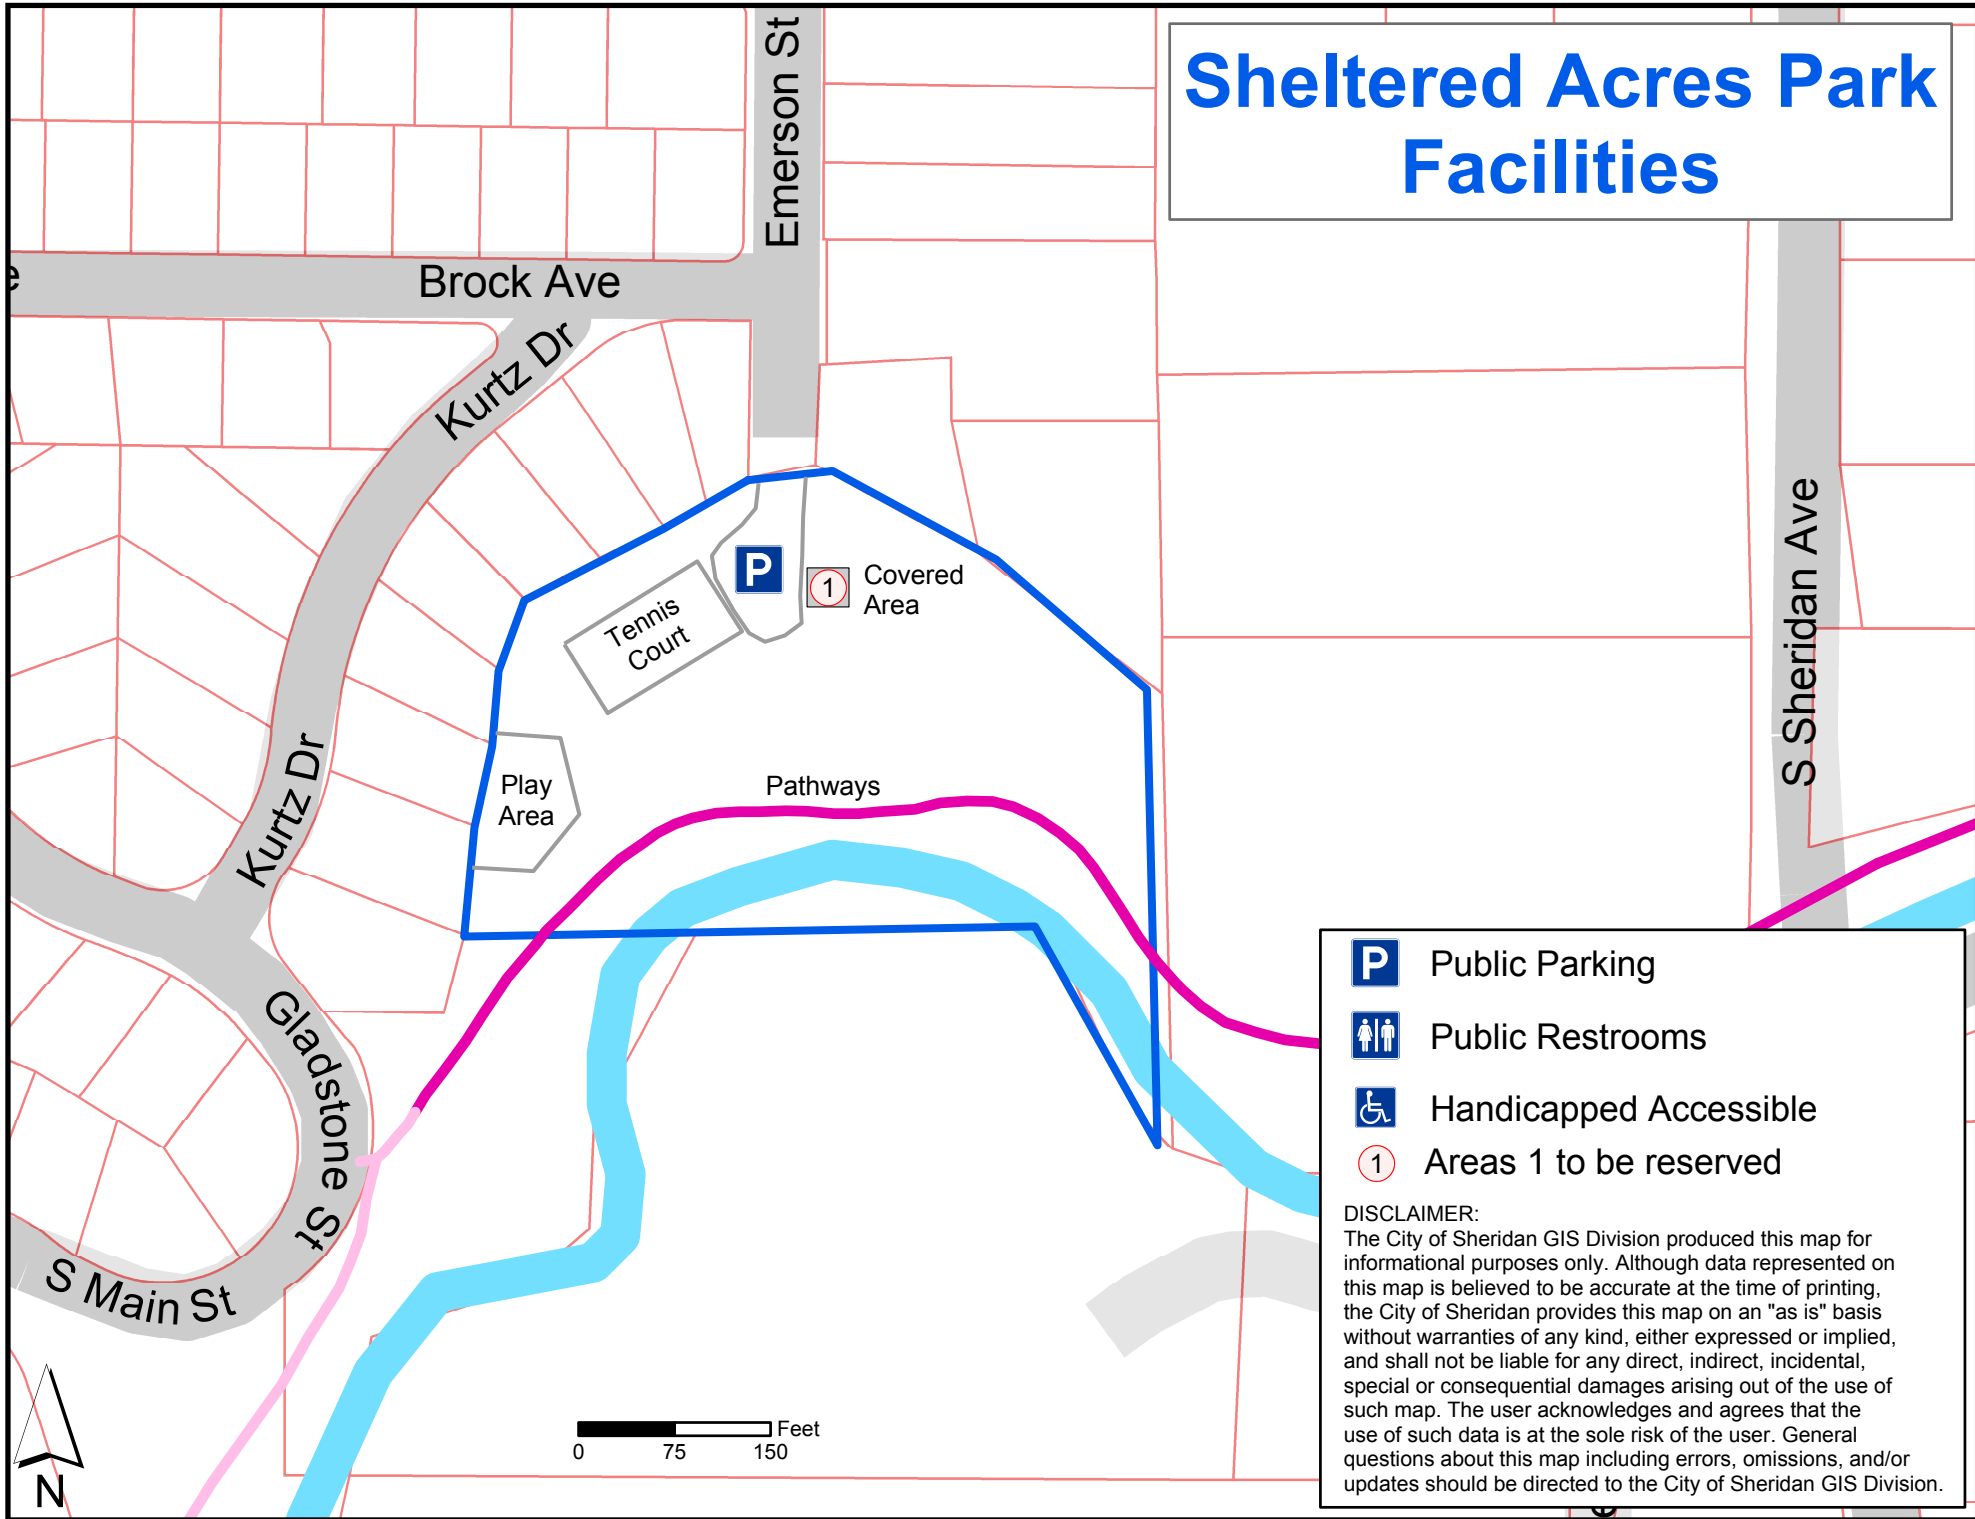 Sheltered Acres Park
Facilities
Emerson St
Brock Ave
e
Kurtz Dr
S Sheridan Ave
P
1
Covered
Area
Tennis
Court
Kurtz Dr
Play
Area
Pathways
Gladstone St
S Main St
P Public Parking
Public Restrooms
Handicapped Accessible
1 Areas 1 to be reserved
DISCLAIMER:
The City of Sheridan GIS Division produced this map for
informational purposes only. Although data represented on
this map is believed to be accurate at the time of printing,
the City of Sheridan provides this map on an "as is" basis
without warranties of any kind, either expressed or implied,
and shall not be liable for any direct, indirect, incidental,
special or consequential damages arising out of the use of
such map. The user acknowledges and agrees that the
use of such data is at the sole risk of the user. General
questions about this map including errors, omissions, and/or
updates should be directed to the City of Sheridan GIS Division.
Feet
0 75 150
N